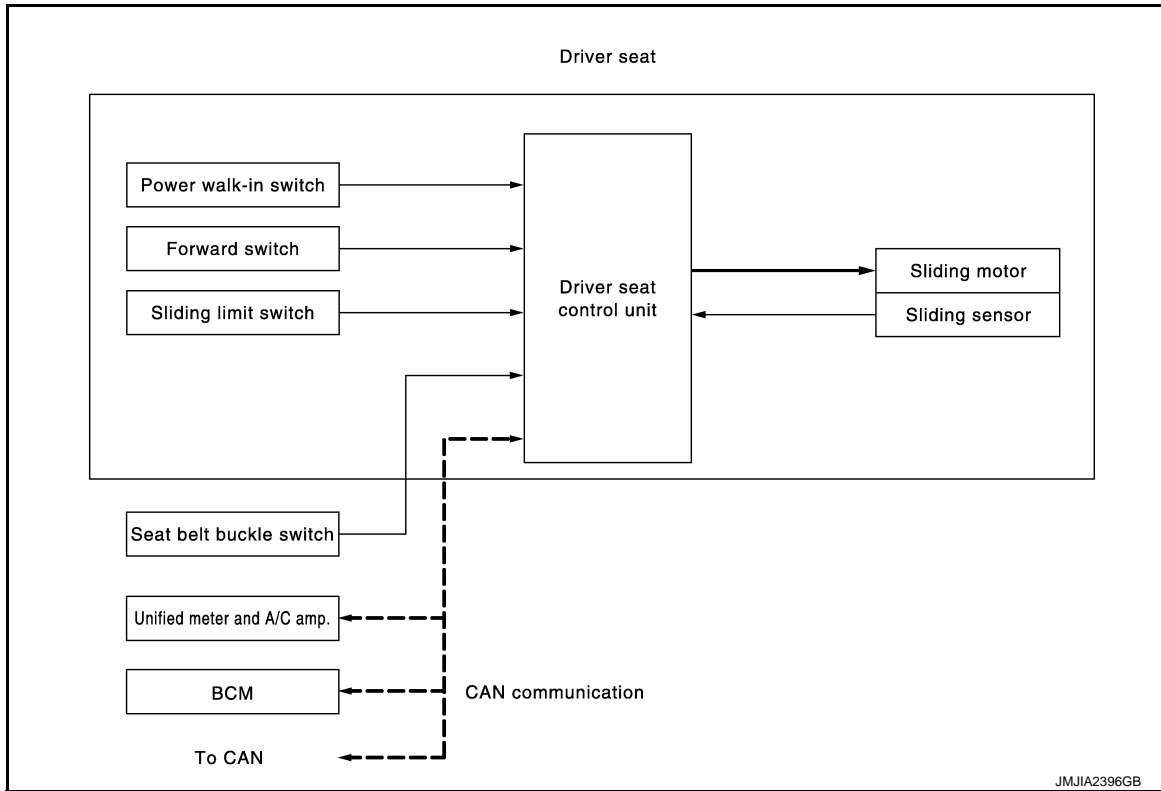 Driver seat
Power walk-in switch
Forward switch
Sliding limit switch
Driver seat
control unit
Sliding motor
Sliding sensor
Seat belt buckle switch
Unified meter and A/C amp.
BCM
CAN communication
To CAN
JMJIA2396GB